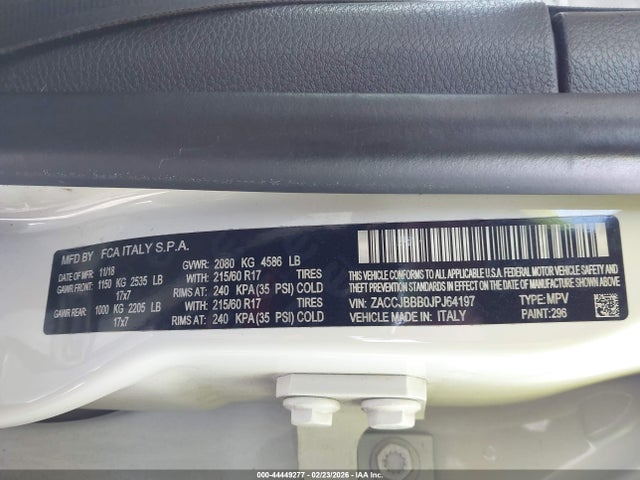 MFD BY FCA ITALY S.P.A.
DATE OF MFR: 11/18 GVWR: 2080 KG 4586 LB
GAWR FRONT: 1150 KG 2535 LB WITH 215/60 R17 TIRES
17x7 RIMS AT: 240 KPA(35 PSI) COLD
GAWR REAR: 1000 KG 2205 LB WITH 215/60 R17 TIRES
17x7 RIMS AT: 240 KPA(35 PSI) COLD
THIS VEHICLE CONFORMS TO ALL APPLICABLE U.S.A. FEDERAL MOTOR VEHICLE SAFETY, BUMPER, AND
THEFT PREVENTION STANDARDS IN EFFECT ON THE DATE OF MANUFACTURE SHOWN ABOVE
VIN: ZACCJBBB0JPJ64197 TYPE: MPV
VEHICLE MADE IN: ITALY PAINT: 296
000-44449277 - 02/23/2026 - IAAI.com